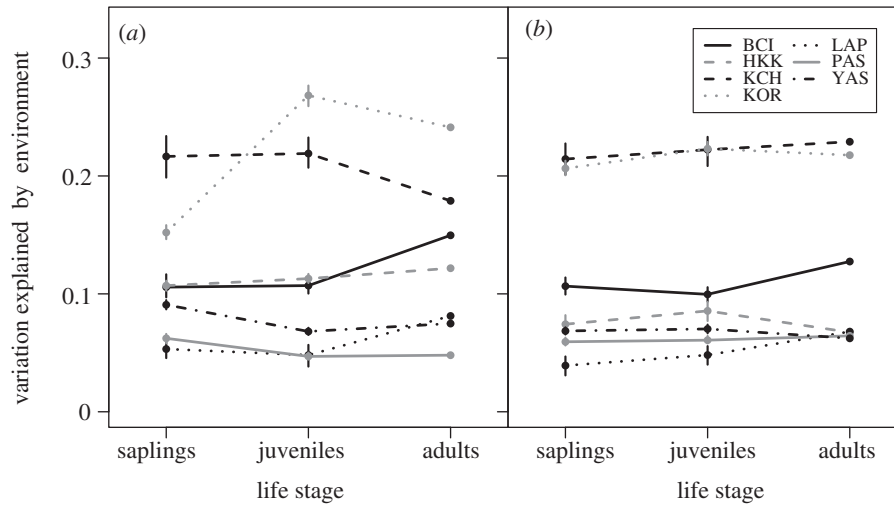 variation explained by environment
0.3
0.2
0.1
0
(a)
saplings juveniles adults
life stage
(b)
BCI
HKK
KCH
KOR
LAP
PAS
YAS
saplings juveniles adults
life stage